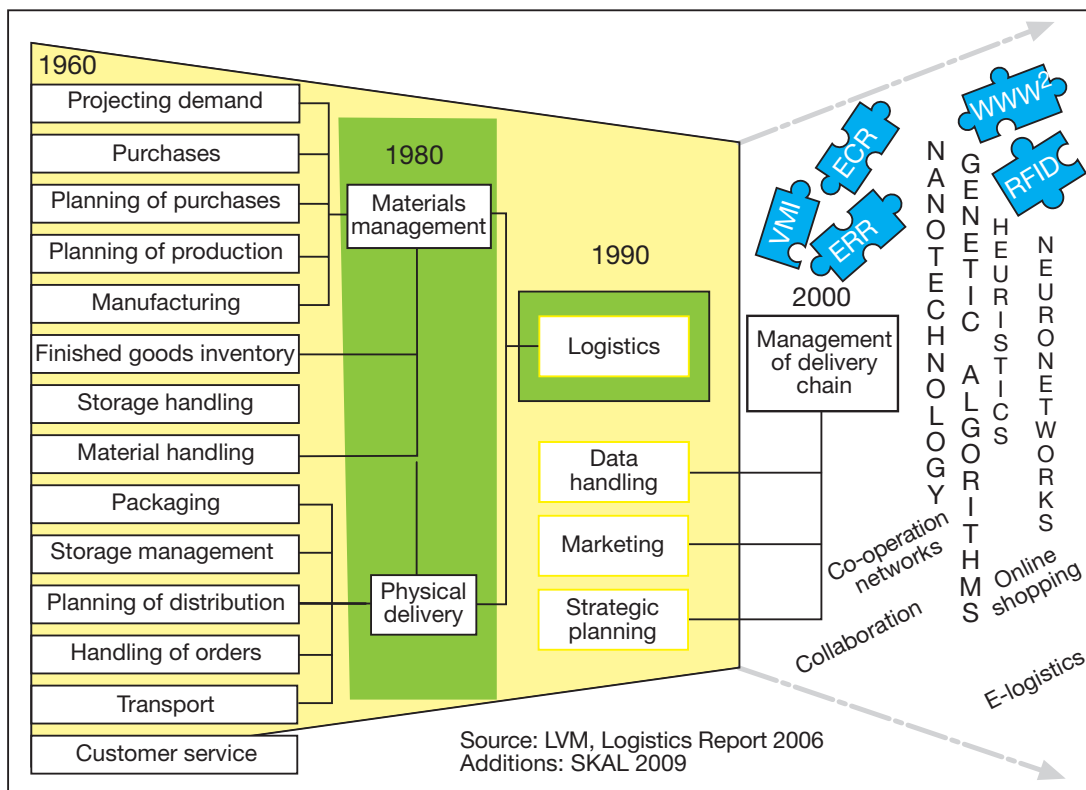 1960
Projecting demand
Purchases
Planning of purchases
Planning of production
Manufacturing
Finished goods inventory
Storage handling
Material handling
Packaging
Storage management
Planning of distribution
Handling of orders
Transport
Customer service
1980
Materials
management
Physical
delivery
1990
Logistics
Data
handling
Marketing
Strategic
planning
2000
Management
of delivery
chain
VMI
ECR
ERR
WWW²
RFID
NANOTECHNOLOGY
GENETIC ALGORITHMS
HEURISTICS
NEURONETWORKS
Co-operation
networks
Collaboration
Online
shopping
E-logistics
Source: LVM, Logistics Report 2006
Additions: SKAL 2009